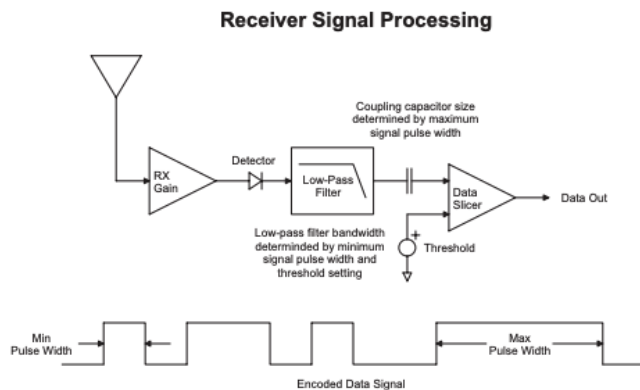 Receiver Signal Processing
Coupling capacitor size
determined by maximum
signal pulse width
RX
Gain
Detector
Low-Pass
Filter
Data
Slicer
Data Out
Low-pass filter bandwidth
determinded by minimum
signal pulse width and
threshold setting
+
Threshold
Min
Pulse Width
Max
Pulse Width
Encoded Data Signal